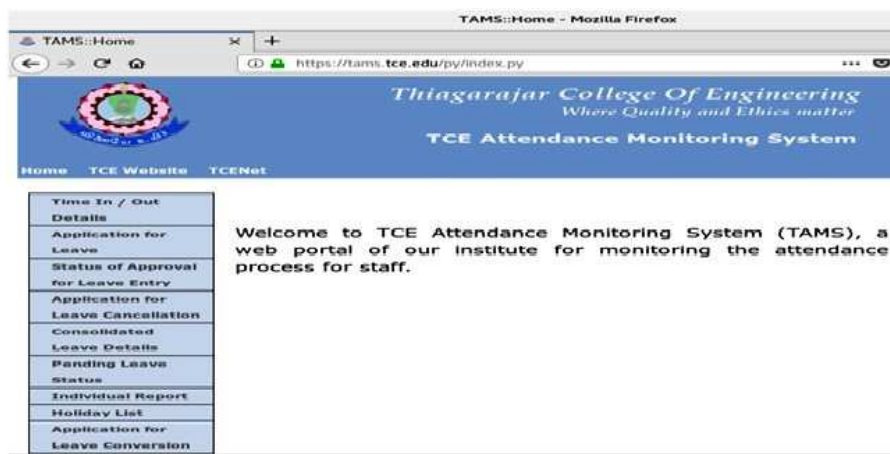 TAMS::Home - Mozilla Firefox
TAMS::Home
https://tams.tce.edu/py/index.py
Thiagarajar College Of Engineering
Where Quality and Ethics matter
TCE Attendance Monitoring System
Home TCE Website TCENet
Time In / Out
Details
Application for
Leave
Status of Approval
for Leave Entry
Application for
Leave Cancellation
Consolidated
Leave Details
Pending Leave
Status
Individual Report
Holiday List
Application for
Leave Conversion
Welcome to TCE Attendance Monitoring System (TAMS), a
web portal of our institute for monitoring the attendance
process for staff.